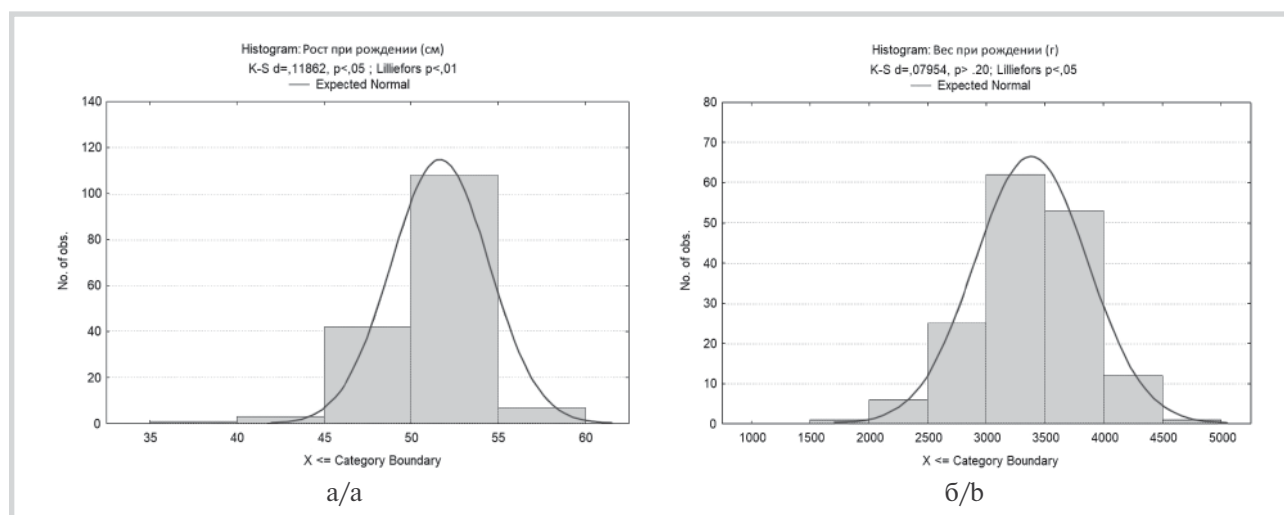 Histogram: Рост при рождении (см)
K-S d=,11862, p<,05 ; Lilliefors p<,01
Expected Normal
140
120
100
80
60
40
20
0
No. of obs.
35 40 45 50 55 60
X <= Category Boundary
а/a
Histogram: Вес при рождении (г)
K-S d=,07954, p> .20; Lilliefors p<,05
Expected Normal
80
70
60
50
40
30
20
10
0
No. of obs.
1000 1500 2000 2500 3000 3500 4000 4500 5000
X <= Category Boundary
б/b